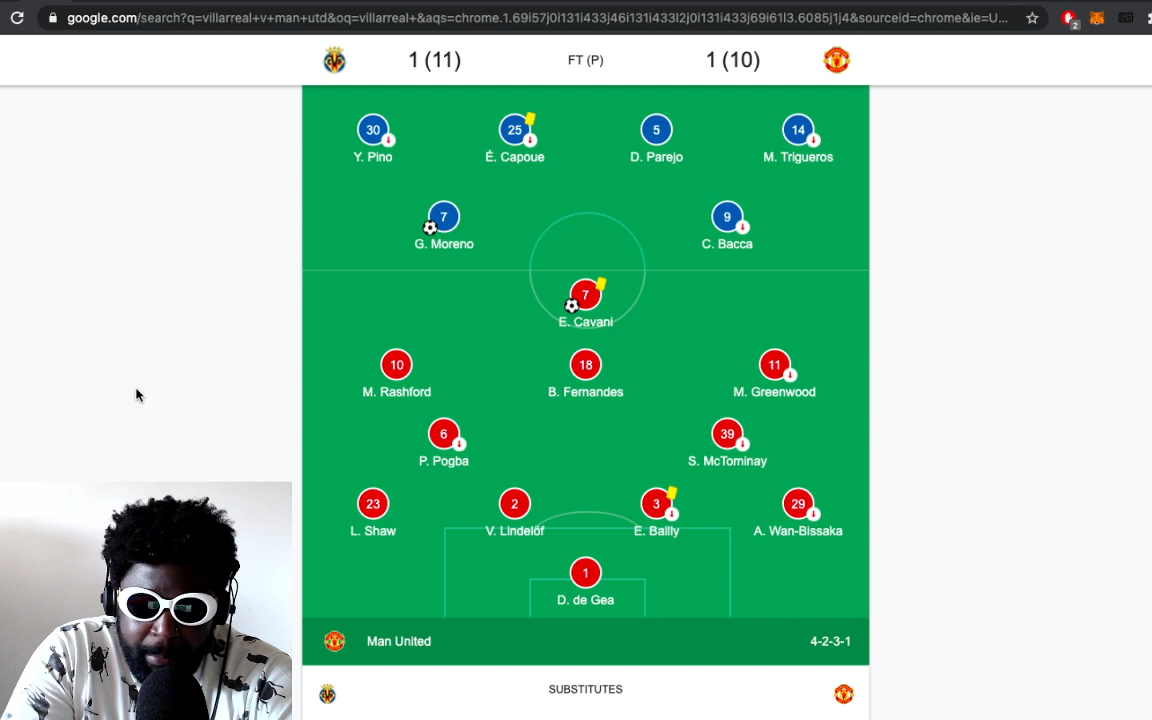 google.com/search?q=villarreal+v+man+utd&oq=villarreal+&aqs=chrome.1.69i57j0i131i433j46i131i433l2j0i131i433j69i61l3.6085j1j4&sourceid=chrome&ie=U...
2
1 (11) FT (P) 1 (10)
30 25 5 14
Y. Pino É. Capoue D. Parejo M. Trigueros
7 9
G. Moreno C. Bacca
7
E. Cavani
10 18 11
M. Rashford B. Fernandes M. Greenwood
6 39
P. Pogba S. McTominay
23 2 3 29
L. Shaw V. Lindelöf E. Bailly A. Wan-Bissaka
1
D. de Gea
Man United 4-2-3-1
SUBSTITUTES